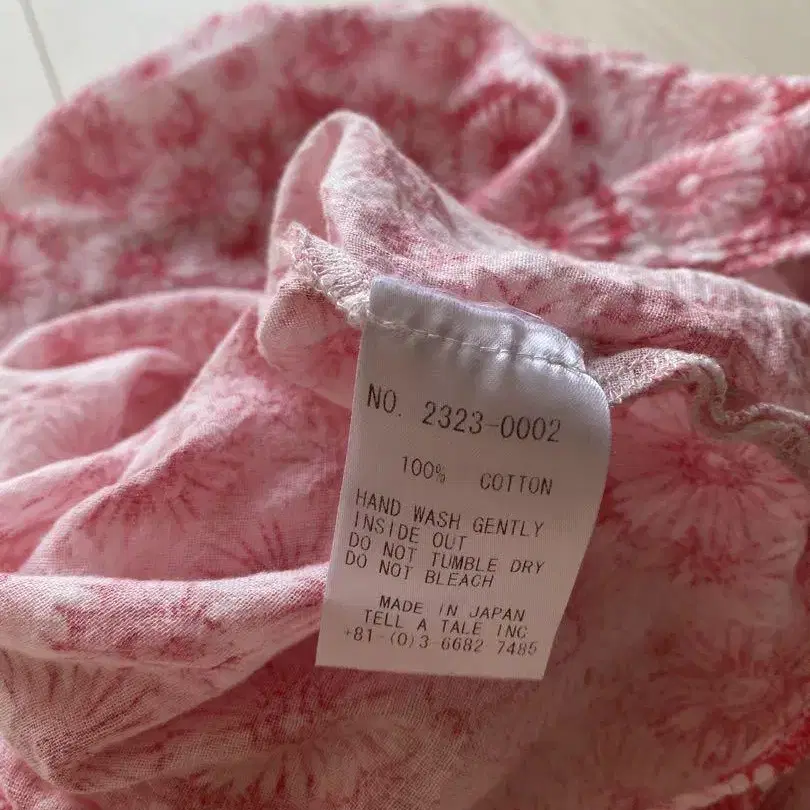 NO. 2323-0002
100% COTTON
HAND WASH GENTLY
INSIDE OUT
DO NOT TUMBLE DRY
DO NOT BLEACH
MADE IN JAPAN
TELL A TALE INC
+81-(0)3-6682 7485